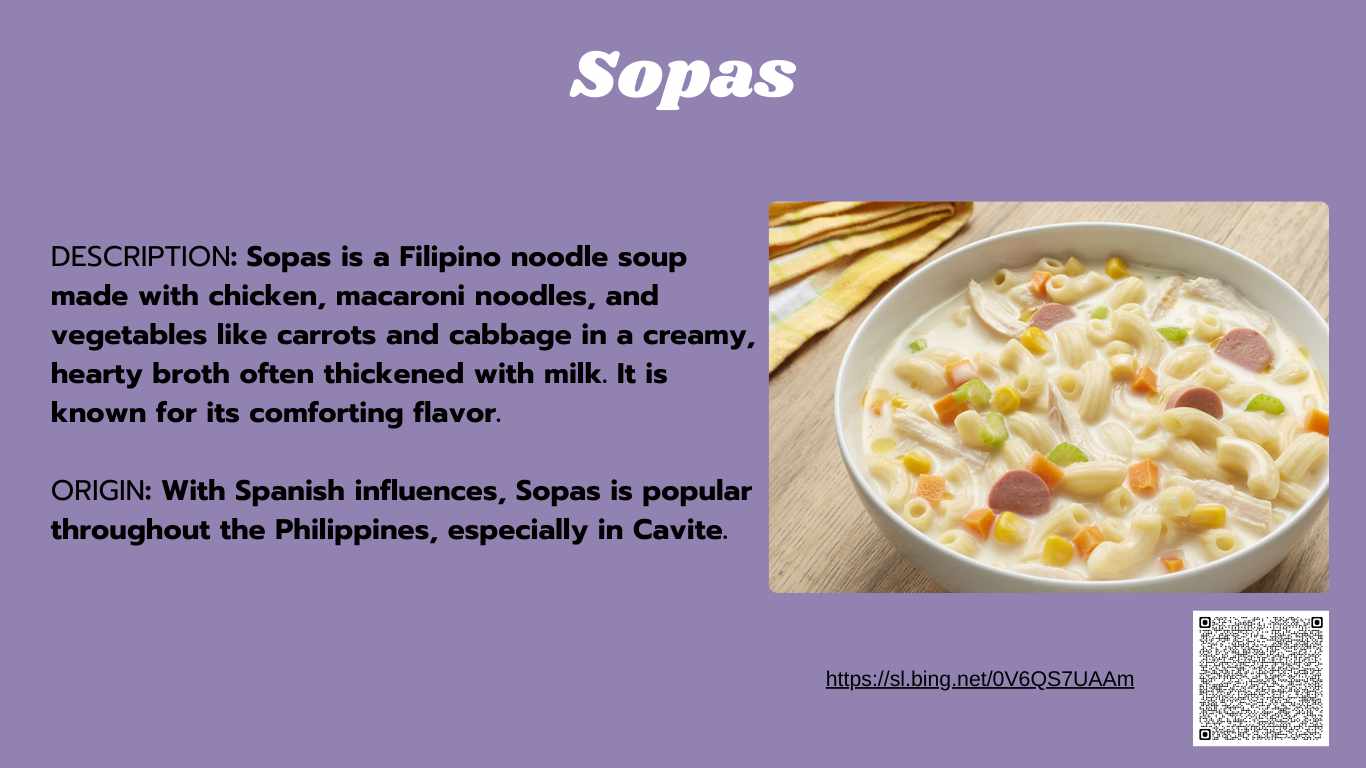 Sopas
DESCRIPTION: Sopas is a Filipino noodle soup
made with chicken, macaroni noodles, and
vegetables like carrots and cabbage in a creamy,
hearty broth often thickened with milk. It is
known for its comforting flavor.
ORIGIN: With Spanish influences, Sopas is popular
throughout the Philippines, especially in Cavite.
https://sl.bing.net/0V6QS7UAAm